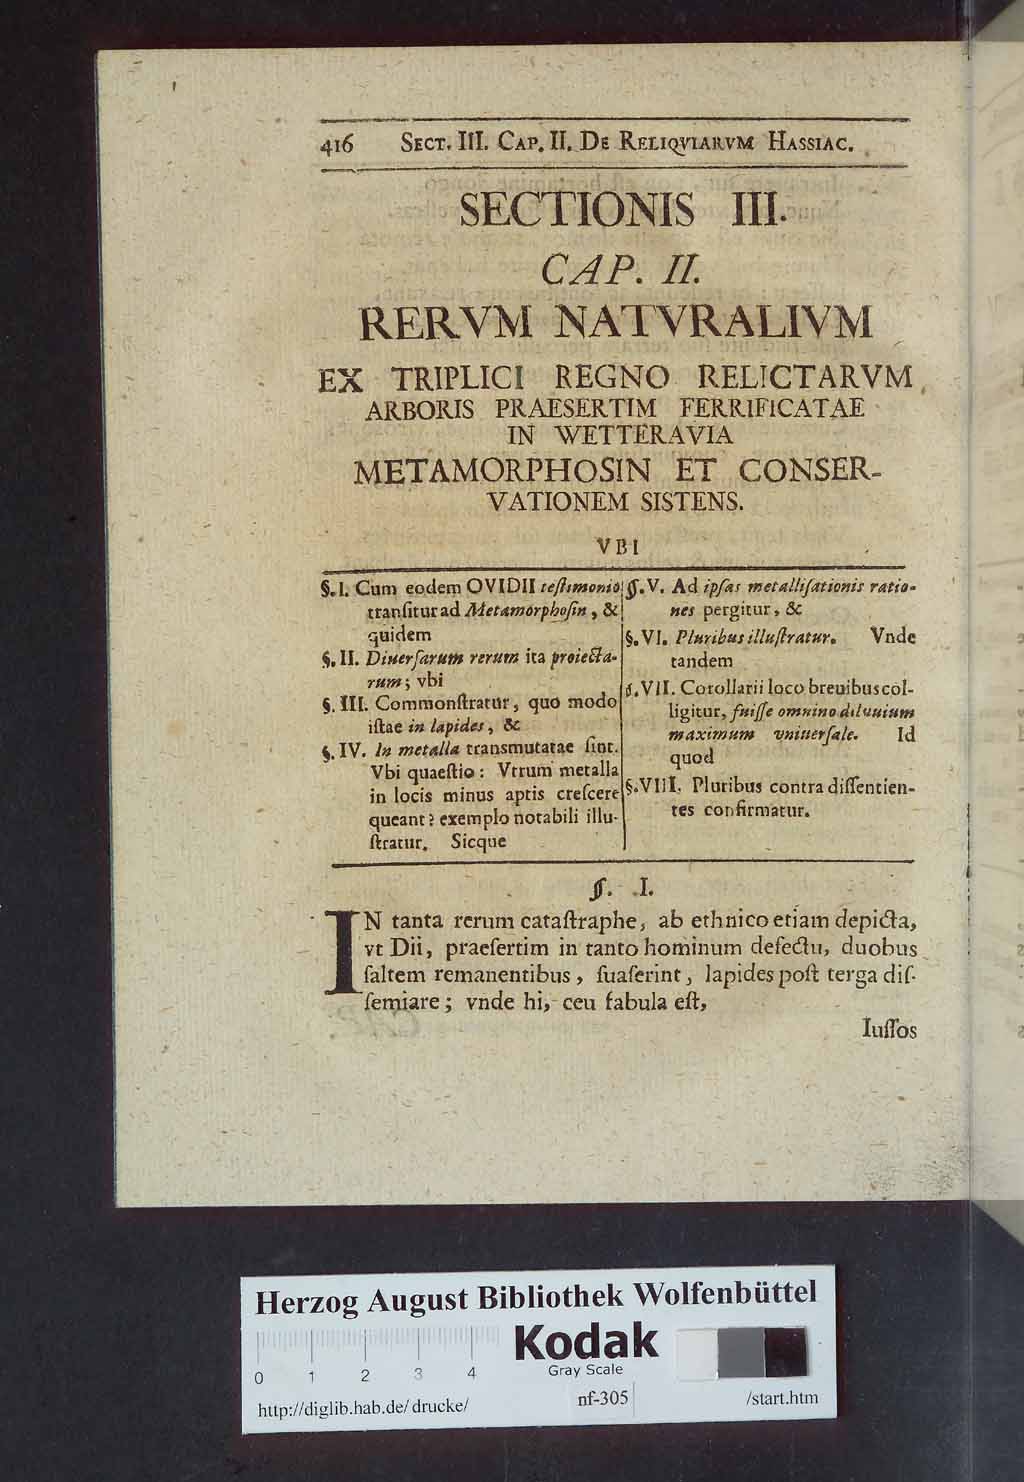 416 SECT. III. CAP. II. DE RELIQVIARVM HASSIAC.
SECTIONIS III.
CAP. II.
RERVM NATVRALIVM
EX TRIPLICI REGNO RELICTARVM
ARBORIS PRAESERTIM FERRIFICATAE
IN WETTERAVIA
METAMORPHOSIN ET CONSER-
VATIONEM SISTENS.
VBI
§. I. Cum eodem OVIDII teſtimonio
tranſitur ad Metamorphoſin, &
quidem
§. II. Diuerſarum rerum ita proiecta-
rum; vbi
§. III. Commonſtratur, quo modo
iſtae in lapides, &
§. IV. In metalla transmutatae ſint.
Vbi quaeſtio: Vtrum metalla
in locis minus aptis creſcere
queant? exemplo notabili illu-
ſtratur. Sicque
§. V. Ad ipſas metalliſationis ratio-
nes pergitur, &
§. VI. Pluribus illuſtratur. Vnde
tandem
§. VII. Corollarii loco breuibus col-
ligitur, fuiſſe omnino diluuium
maximum vniuerſale. Id
quod
§. VIII. Pluribus contra diſſentien-
tes confirmatur.
§. I.
IN tanta rerum cataſtraphe, ab ethnico etiam depicta,
vt Dii, praeſertim in tanto hominum defectu, duobus
ſaltem remanentibus, ſuaſerint, lapides poſt terga diſ-
ſemiare; vnde hi, ceu fabula eſt,
Iuſſos
Herzog August Bibliothek Wolfenbüttel
Kodak
Gray Scale
0 1 2 3 4
http://diglib.hab.de/drucke/ nf-305 /start.htm